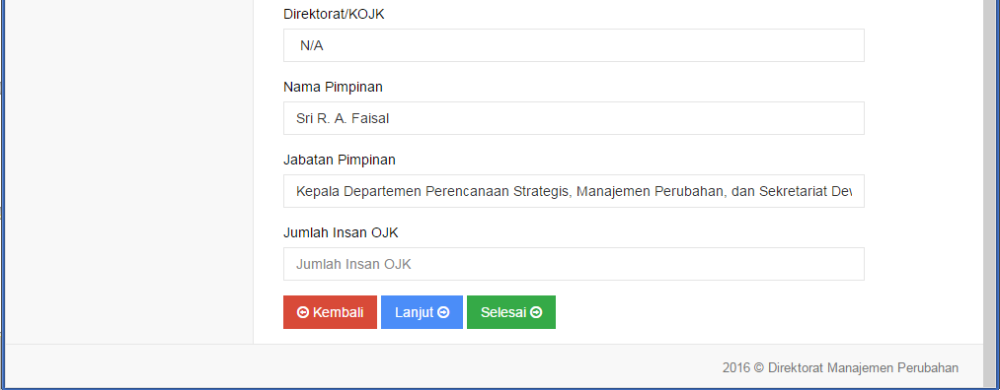 Direktorat/KOJK
N/A
Nama Pimpinan
Sri R. A. Faisal
Jabatan Pimpinan
Kepala Departemen Perencanaan Strategis, Manajemen Perubahan, dan Sekretariat Dev
Jumlah Insan OJK
Jumlah Insan OJK
Kembali Lanjut Selesai
2016 © Direktorat Manajemen Perubahan